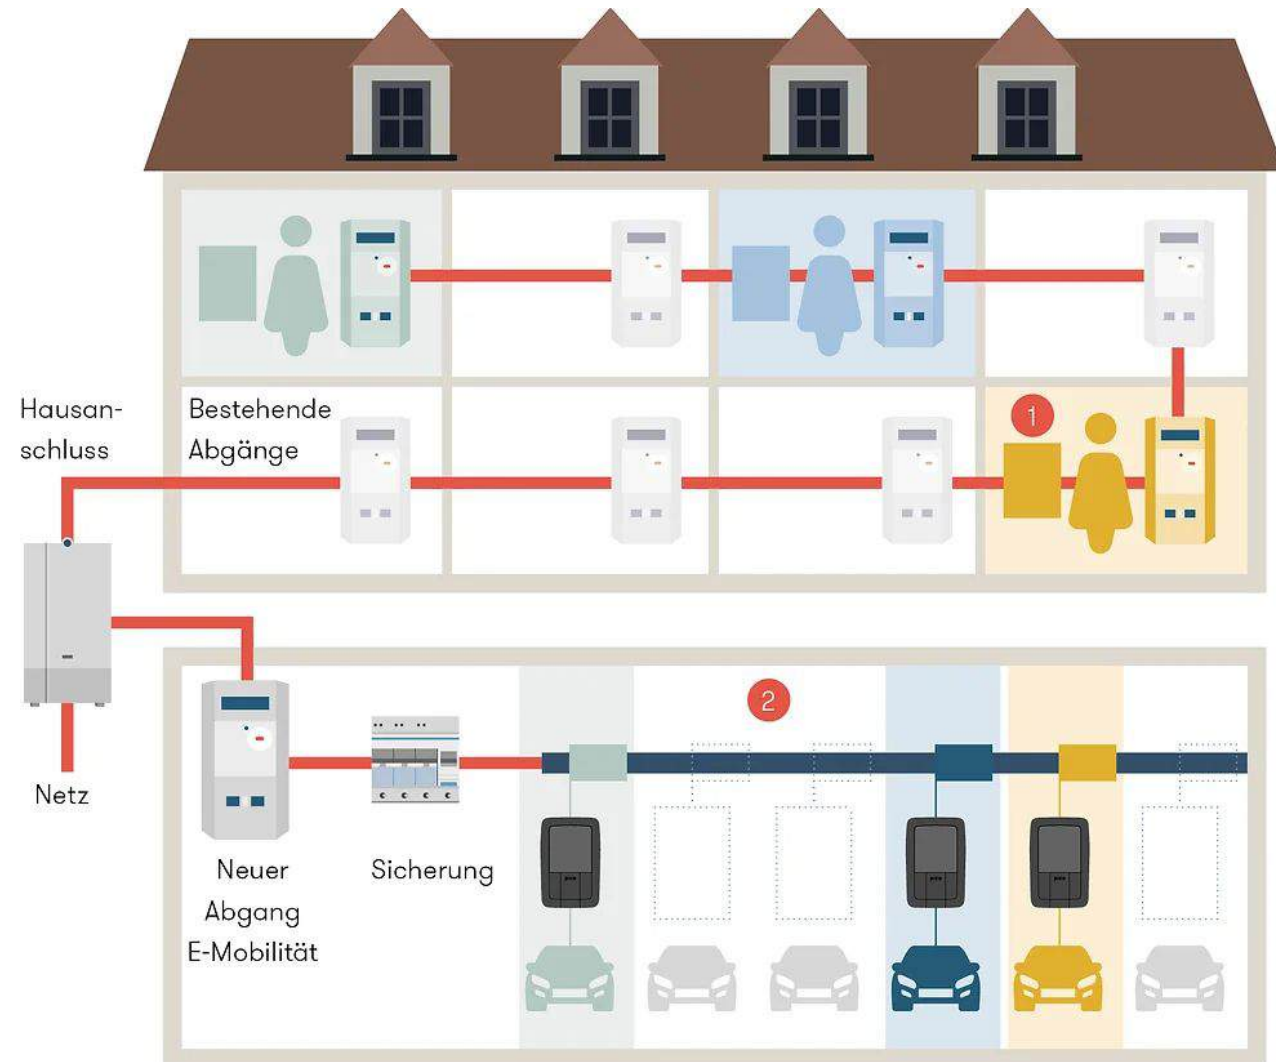 Hausan-
schluss
Bestehende
Abgänge
1
2
Netz
Neuer
Abgang
E-Mobilität
Sicherung